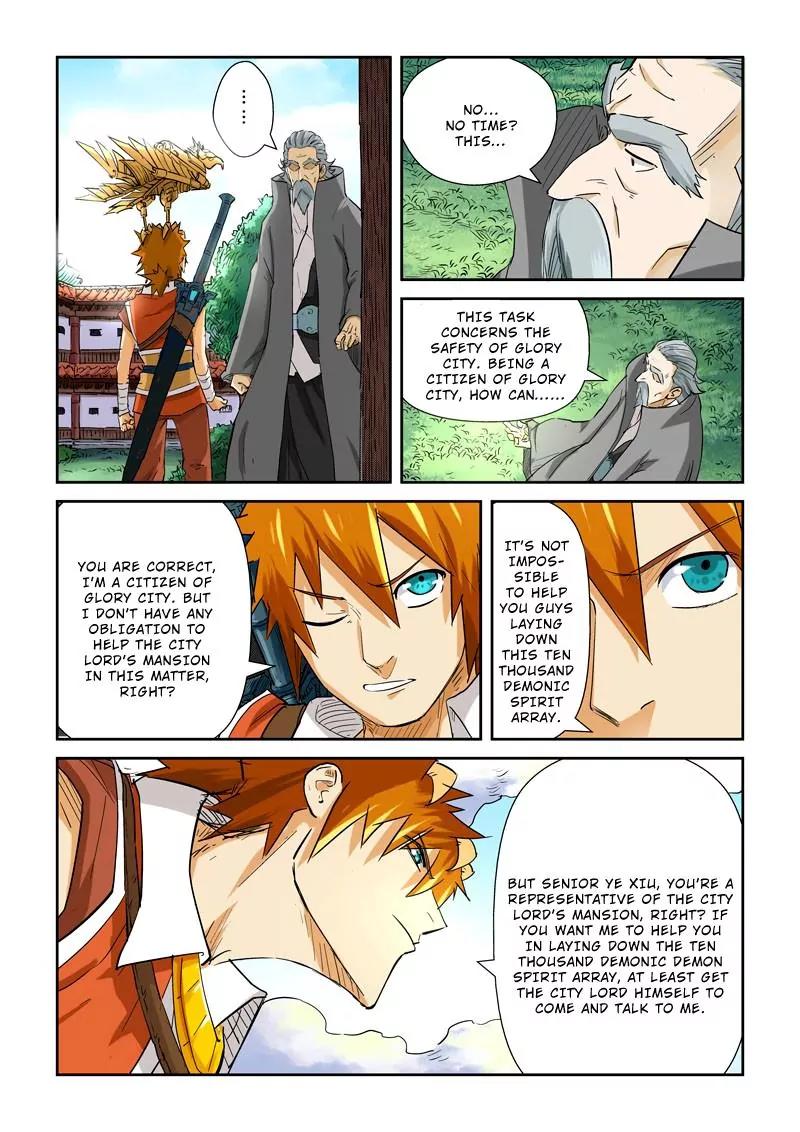 ......
NO...
NO TIME?
THIS...
THIS TASK
CONCERNS THE
SAFETY OF GLORY
CITY. BEING A
CITIZEN OF GLORY
CITY, HOW CAN......
YOU ARE CORRECT,
I'M A CITIZEN OF
GLORY CITY. BUT
I DON'T HAVE ANY
OBLIGATION TO
HELP THE CITY
LORD'S MANSION
IN THIS MATTER,
RIGHT?
IT'S NOT
IMPOS-
SIBLE
TO HELP
YOU GUYS
LAYING
DOWN
THIS TEN
THOUSAND
DEMONIC
SPIRIT
ARRAY.
BUT SENIOR YE XIU, YOU'RE A
REPRESENTATIVE OF THE CITY
LORD'S MANSION, RIGHT? IF
YOU WANT ME TO HELP YOU
IN LAYING DOWN THE TEN
THOUSAND DEMONIC DEMON
SPIRIT ARRAY, AT LEAST GET
THE CITY LORD HIMSELF TO
COME AND TALK TO ME.